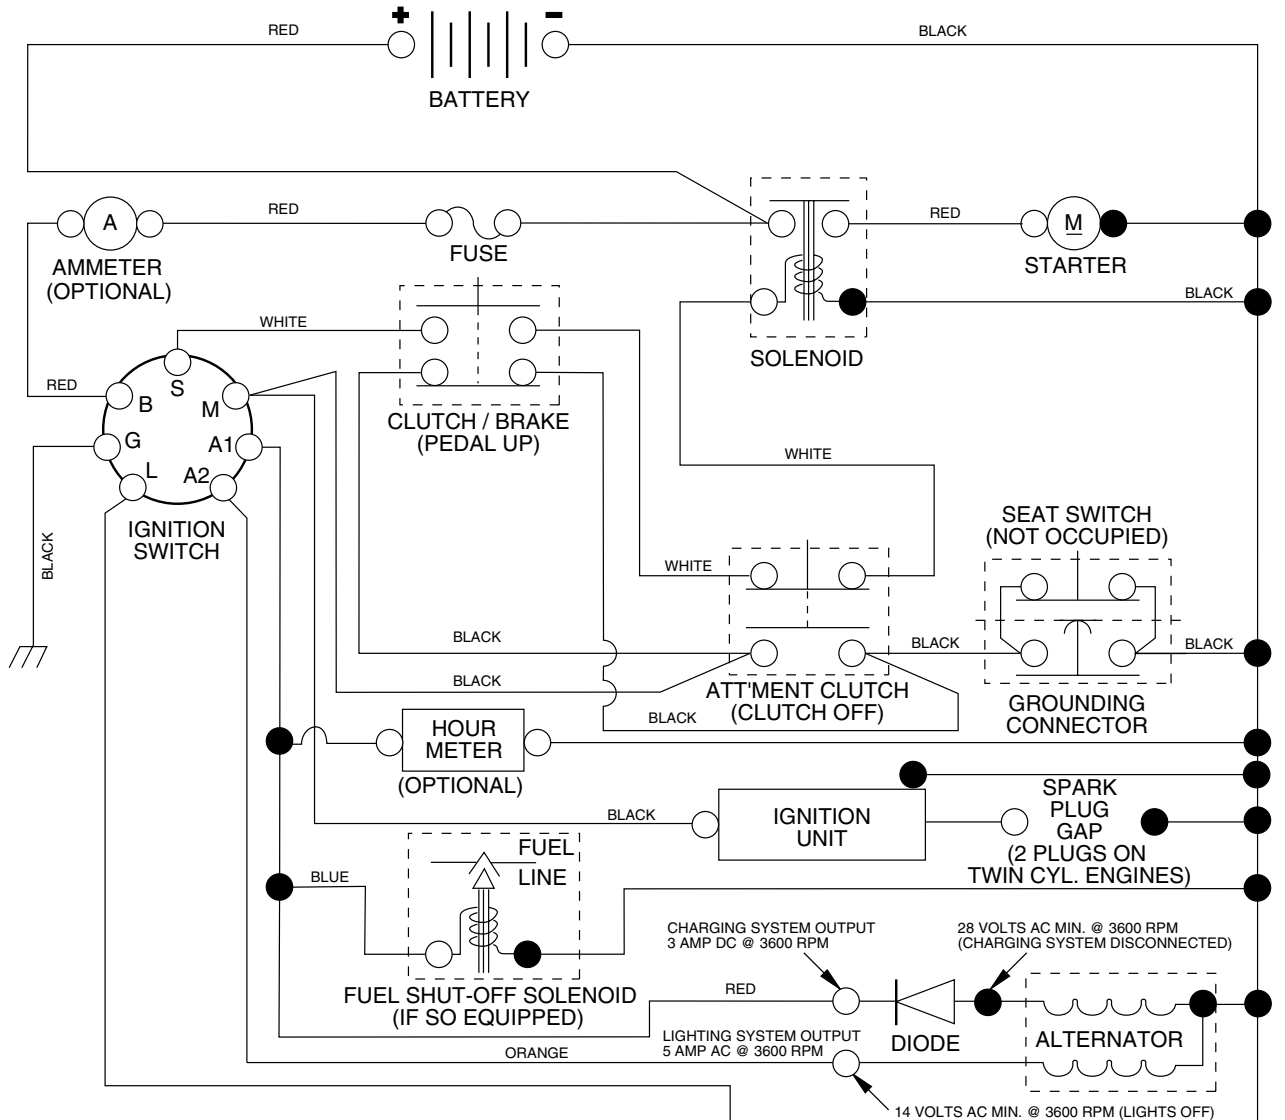 + −
RED
BLACK
BATTERY
A
RED
RED
M
AMMETER
(OPTIONAL)
FUSE
STARTER
BLACK
WHITE
SOLENOID
RED
S
B
M
CLUTCH / BRAKE
(PEDAL UP)
G
A1
WHITE
L
A2
IGNITION
SWITCH
SEAT SWITCH
(NOT OCCUPIED)
BLACK
WHITE
BLACK
BLACK
BLACK
BLACK
ATT'MENT CLUTCH
(CLUTCH OFF)
GROUNDING
CONNECTOR
BLACK
HOUR
METER
(OPTIONAL)
SPARK
PLUG
GAP
(2 PLUGS ON
TWIN CYL. ENGINES)
BLACK
IGNITION
UNIT
FUEL
LINE
BLUE
CHARGING SYSTEM OUTPUT
3 AMP DC @ 3600 RPM
28 VOLTS AC MIN. @ 3600 RPM
(CHARGING SYSTEM DISCONNECTED)
FUEL SHUT-OFF SOLENOID
(IF SO EQUIPPED)
RED
DIODE
ALTERNATOR
LIGHTING SYSTEM OUTPUT
5 AMP AC @ 3600 RPM
ORANGE
14 VOLTS AC MIN. @ 3600 RPM (LIGHTS OFF)